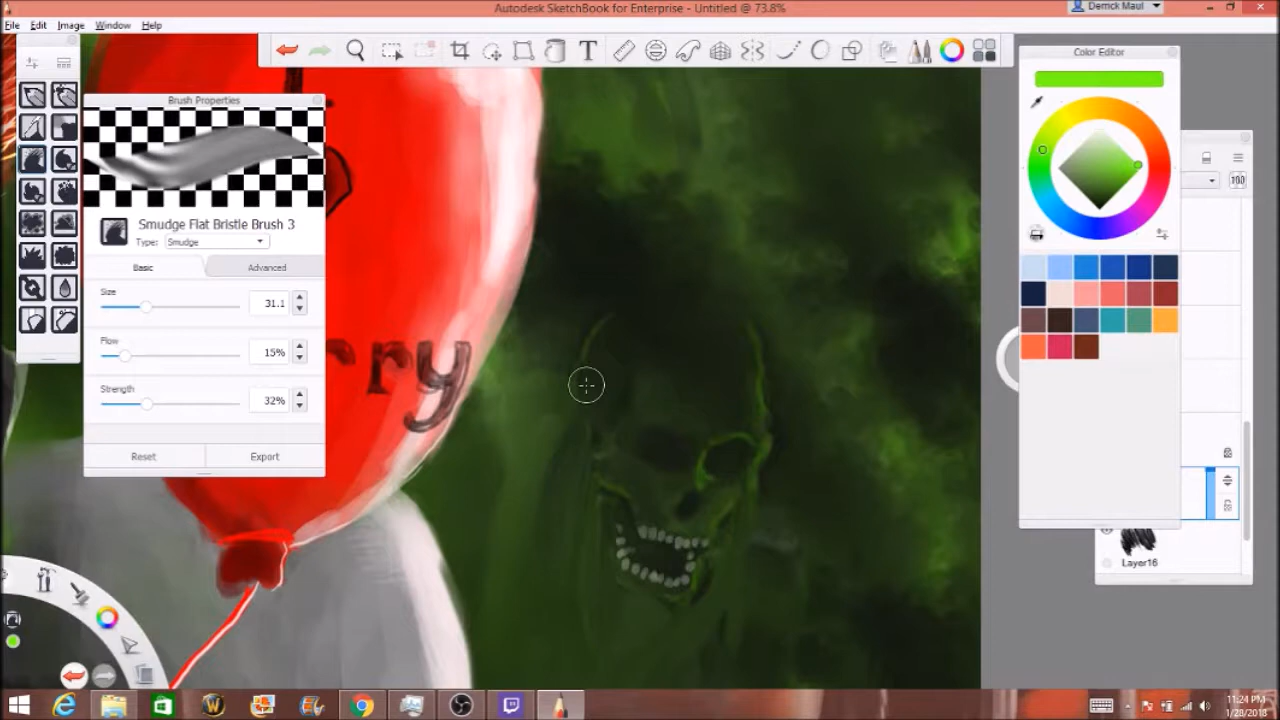 Autodesk SketchBook for Enterprise - Untitled @ 73.8%
Derrick Maul
File Edit Image Window Help
T
Color Editor
Brush Properties
100
Smudge Flat Bristle Brush 3
Type: Smudge
Basic Advanced
Size
31.1
Flow
15%
Strength
32%
rry
Reset Export
Layer16
11:24 PM
1/28/2018